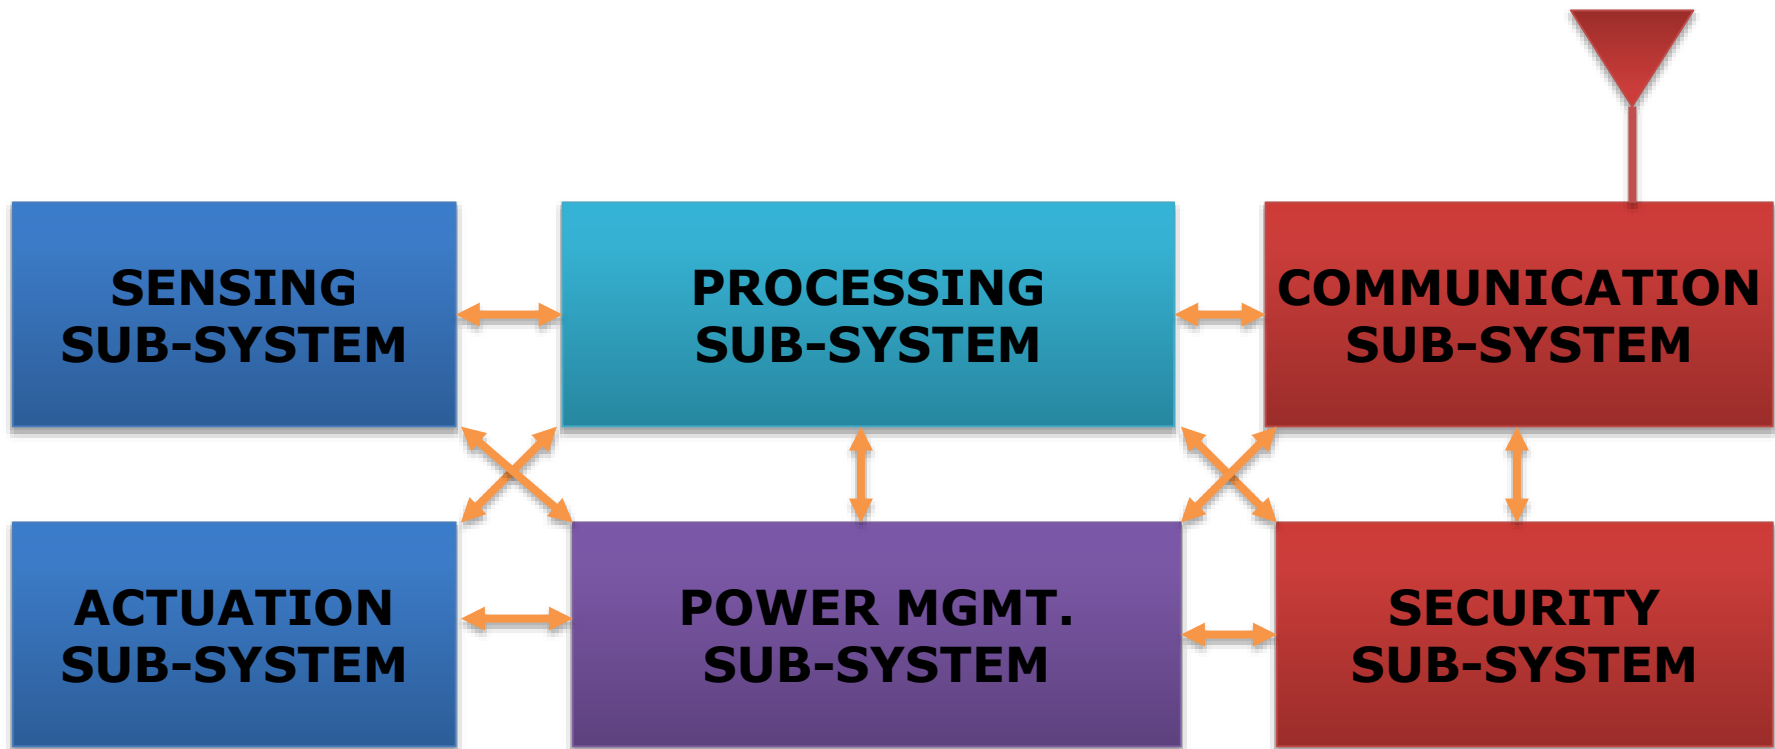 SENSING
SUB-SYSTEM
PROCESSING
SUB-SYSTEM
COMMUNICATION
SUB-SYSTEM
ACTUATION
SUB-SYSTEM
POWER MGMT.
SUB-SYSTEM
SECURITY
SUB-SYSTEM